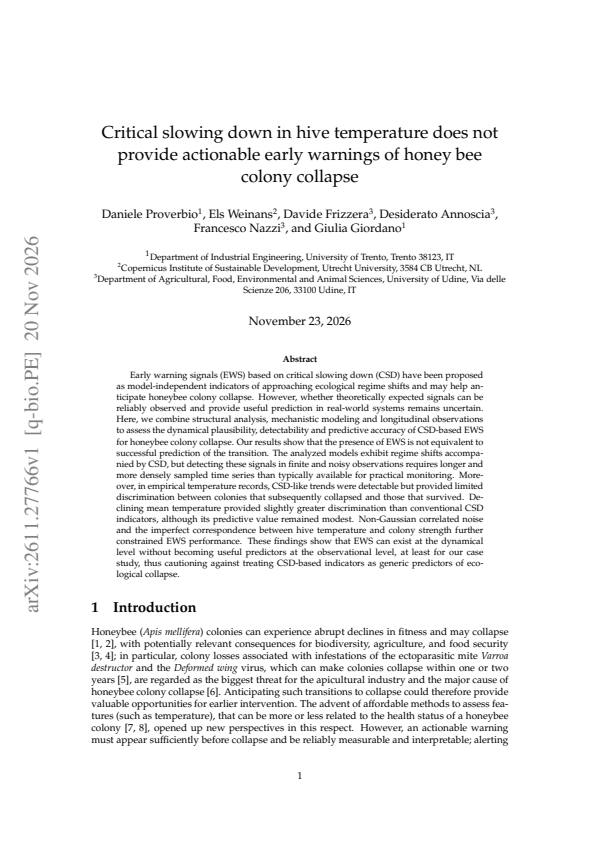 Critical slowing down in hive temperature does not
provide actionable early warnings of honey bee
colony collapse
Daniele Proverbio1, Els Weinans2, Davide Frizzera3, Desiderato Annoscia3,
Francesco Nazzi3, and Giulia Giordano1
1Department of Industrial Engineering, University of Trento, Trento 38123, IT
2Copernicus Institute of Sustainable Development, Utrecht University, 3584 CB Utrecht, NL
3Department of Agricultural, Food, Environmental and Animal Sciences, University of Udine, Via delle
Scienze 206, 33100 Udine, IT
November 23, 2026
Abstract
Early warning signals (EWS) based on critical slowing down (CSD) have been proposed
as model-independent indicators of approaching ecological regime shifts and may help an-
ticipate honeybee colony collapse. However, whether theoretically expected signals can be
reliably observed and provide useful prediction in real-world systems remains uncertain.
Here, we combine structural analysis, mechanistic modeling and longitudinal observations
to assess the dynamical plausibility, detectability and predictive accuracy of CSD-based EWS
for honeybee colony collapse. Our results show that the presence of EWS is not equivalent to
successful prediction of the transition. The analyzed models exhibit regime shifts accompa-
nied by CSD, but detecting these signals in finite and noisy observations requires longer and
more densely sampled time series than typically available for practical monitoring. More-
over, in empirical temperature records, CSD-like trends were detectable but provided limited
discrimination between colonies that subsequently collapsed and those that survived. De-
clining mean temperature provided slightly greater discrimination than conventional CSD
indicators, although its predictive value remained modest. Non-Gaussian correlated noise
and the imperfect correspondence between hive temperature and colony strength further
constrained EWS performance. These findings show that EWS can exist at the dynamical
level without becoming useful predictors at the observational level, at least for our case
study, thus cautioning against treating CSD-based indicators as generic predictors of eco-
logical collapse.
1 Introduction
Honeybee (Apis mellifera) colonies can experience abrupt declines in fitness and may collapse
[1, 2], with potentially relevant consequences for biodiversity, agriculture, and food security
[3, 4]; in particular, colony losses associated with infestations of the ectoparasitic mite Varroa
destructor and the Deformed wing virus, which can make colonies collapse within one or two
years [5], are regarded as the biggest threat for the apicultural industry and the major cause of
honeybee colony collapse [6]. Anticipating such transitions to collapse could therefore provide
valuable opportunities for earlier intervention. The advent of affordable methods to assess fea-
tures (such as temperature), that can be more or less related to the health status of a honeybee
colony [7, 8], opened up new perspectives in this respect. However, an actionable warning
must appear sufficiently before collapse and be reliably measurable and interpretable; alerting
1
arXiv:2611.27766v1 [q-bio.PE] 20 Nov 2026